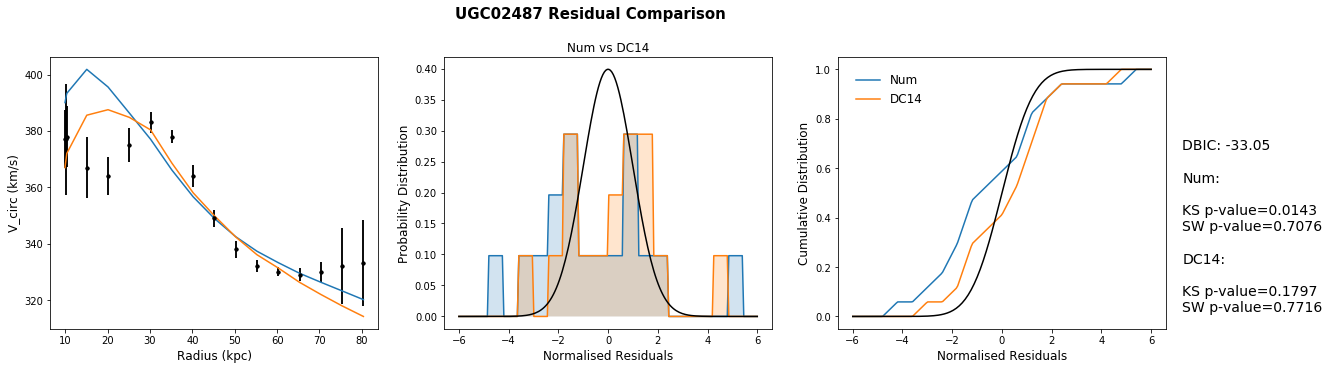 UGC02487 Residual Comparison
V_circ (km/s)
400
380
360
340
320
10
20
30
40
50
60
70
80
Radius (kpc)
Num vs DC14
Probability Distribution
0.40
0.35
0.30
0.25
0.20
0.15
0.10
0.05
0.00
−6
−4
−2
0
2
4
6
Normalised Residuals
Cumulative Distribution
1.0
0.8
0.6
0.4
0.2
0.0
−6
−4
−2
0
2
4
6
Normalised Residuals
Num
DC14
DBIC: -33.05
Num:
KS p-value=0.0143
SW p-value=0.7076
DC14:
KS p-value=0.1797
SW p-value=0.7716